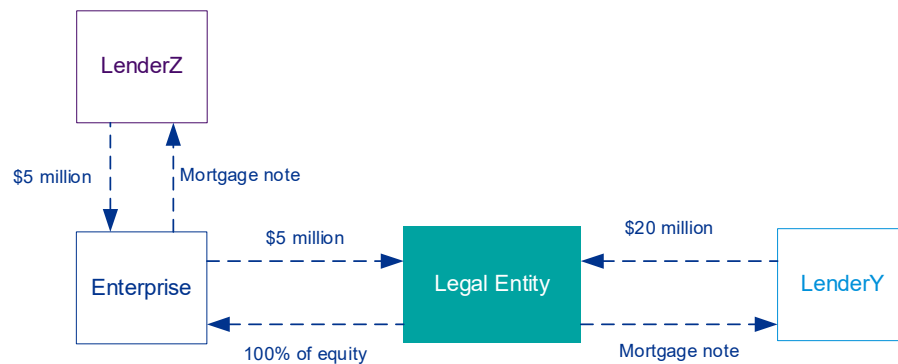 LenderZ
$5 million
Mortgage note
$5 million
$20 million
Enterprise
Legal Entity
LenderY
100% of equity
Mortgage note